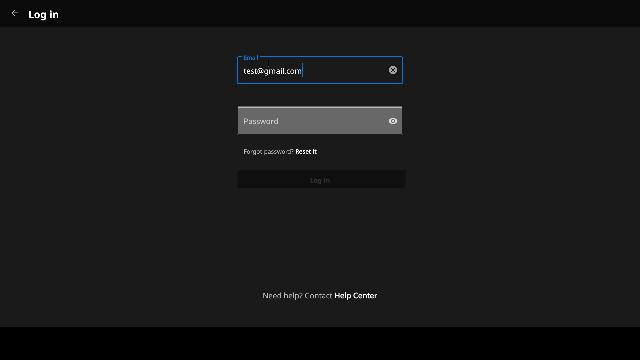 Log in
Email
test@gmail.com
Password
Forgot password? Reset it
Log in
Need help? Contact Help Center